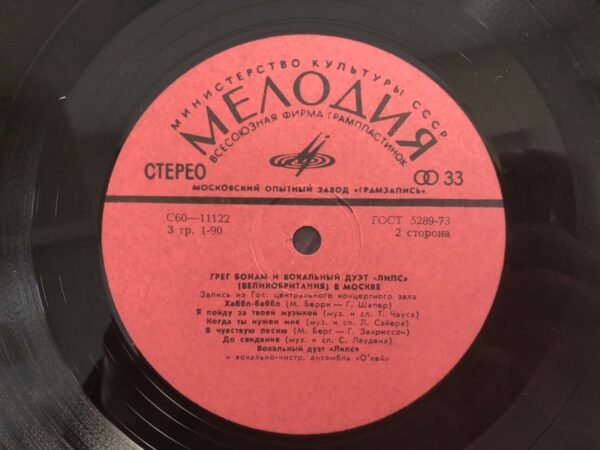 МИНИСТЕРСТВО КУЛЬТУРЫ СССР
МЕЛОДИЯ
ВСЕСОЮЗНАЯ ФИРМА ГРАМПЛАСТИНОК
СТЕРЕО
33
МОСКОВСКИЙ ОПЫТНЫЙ ЗАВОД «ГРАМЗАПИСЬ»
С60—11122
ГОСТ 5289-73
3 гр. 1-90
2 сторона
ГРЕГ БОНАМ И ВОКАЛЬНЫЙ ДУЭТ «ЛИПС»
(ВЕЛИКОБРИТАНИЯ) В МОСКВЕ
Запись из Гос. центрального концертного зала
Хаббл-баббл (М. Берри — Г. Шапер)
Я пойду за твоей музыкой (муз. и сл. Т. Чауса)
Когда ты нужен мне (муз. и сл. Л. Сэйера)
Я чувствую песню (М. Берг — Г. Закриссон)
До свидания (муз. и сл. С. Лаудена)
Вокальный дуэт «Липс»
и вокально-инстр. ансамбль «О'кей»